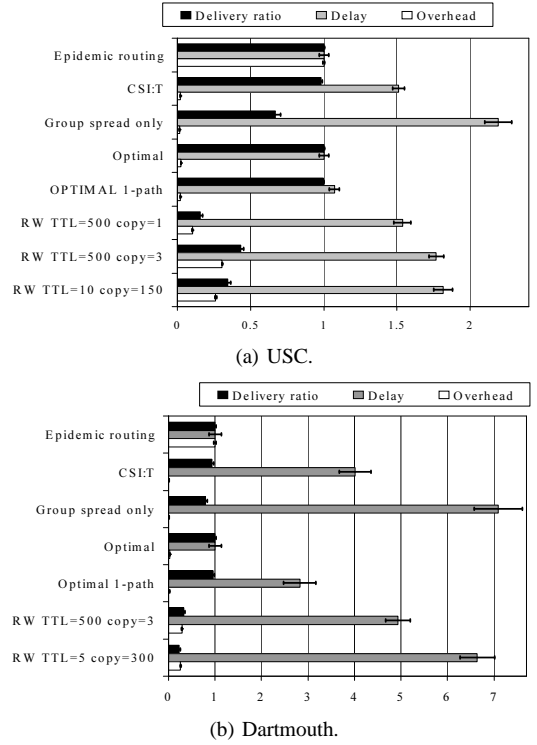 Delivery ratio Delay Overhead
Epidemic routing
CSI:T
Group spread only
Optimal
OPTIMAL 1-path
RW TTL=500 copy=1
RW TTL=500 copy=3
RW TTL=10 copy=150
0 0.5 1 1.5 2
(a) USC.
Delivery ratio Delay Overhead
Epidemic routing
CSI:T
Group spread only
Optimal
Optimal 1-path
RW TTL=500 copy=3
RW TTL=5 copy=300
0 1 2 3 4 5 6 7
(b) Dartmouth.